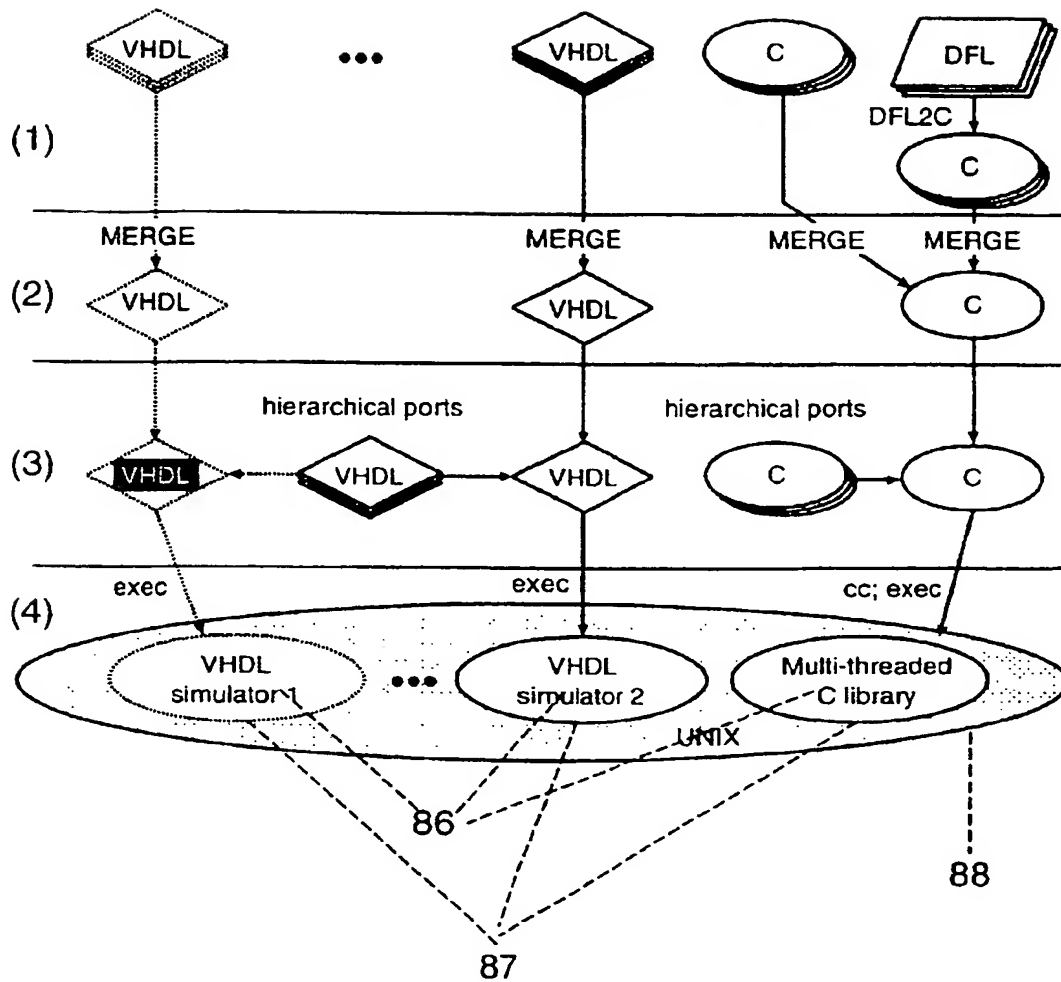 VHDL
•••
VHDL
C
DFL
DFL2C
(1)
C
MERGE
MERGE
MERGE
MERGE
(2)
VHDL
VHDL
C
hierarchical ports
hierarchical ports
(3)
VHDL
VHDL
VHDL
C
C
exec
exec
cc; exec
(4)
VHDL
simulator 1
•••
VHDL
simulator 2
Multi-threaded
C library
UNIX
86
88
87